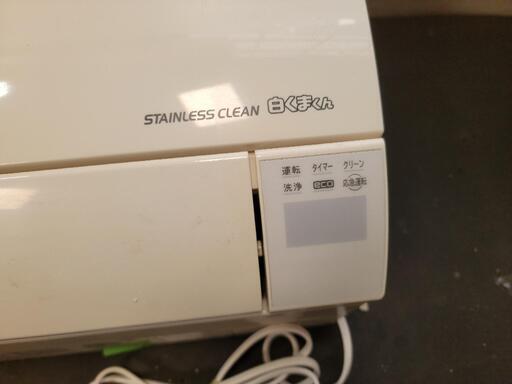 STAINLESS CLEAN 白くまくん
運転 タイマー クリーン
洗浄 eco 応急運転